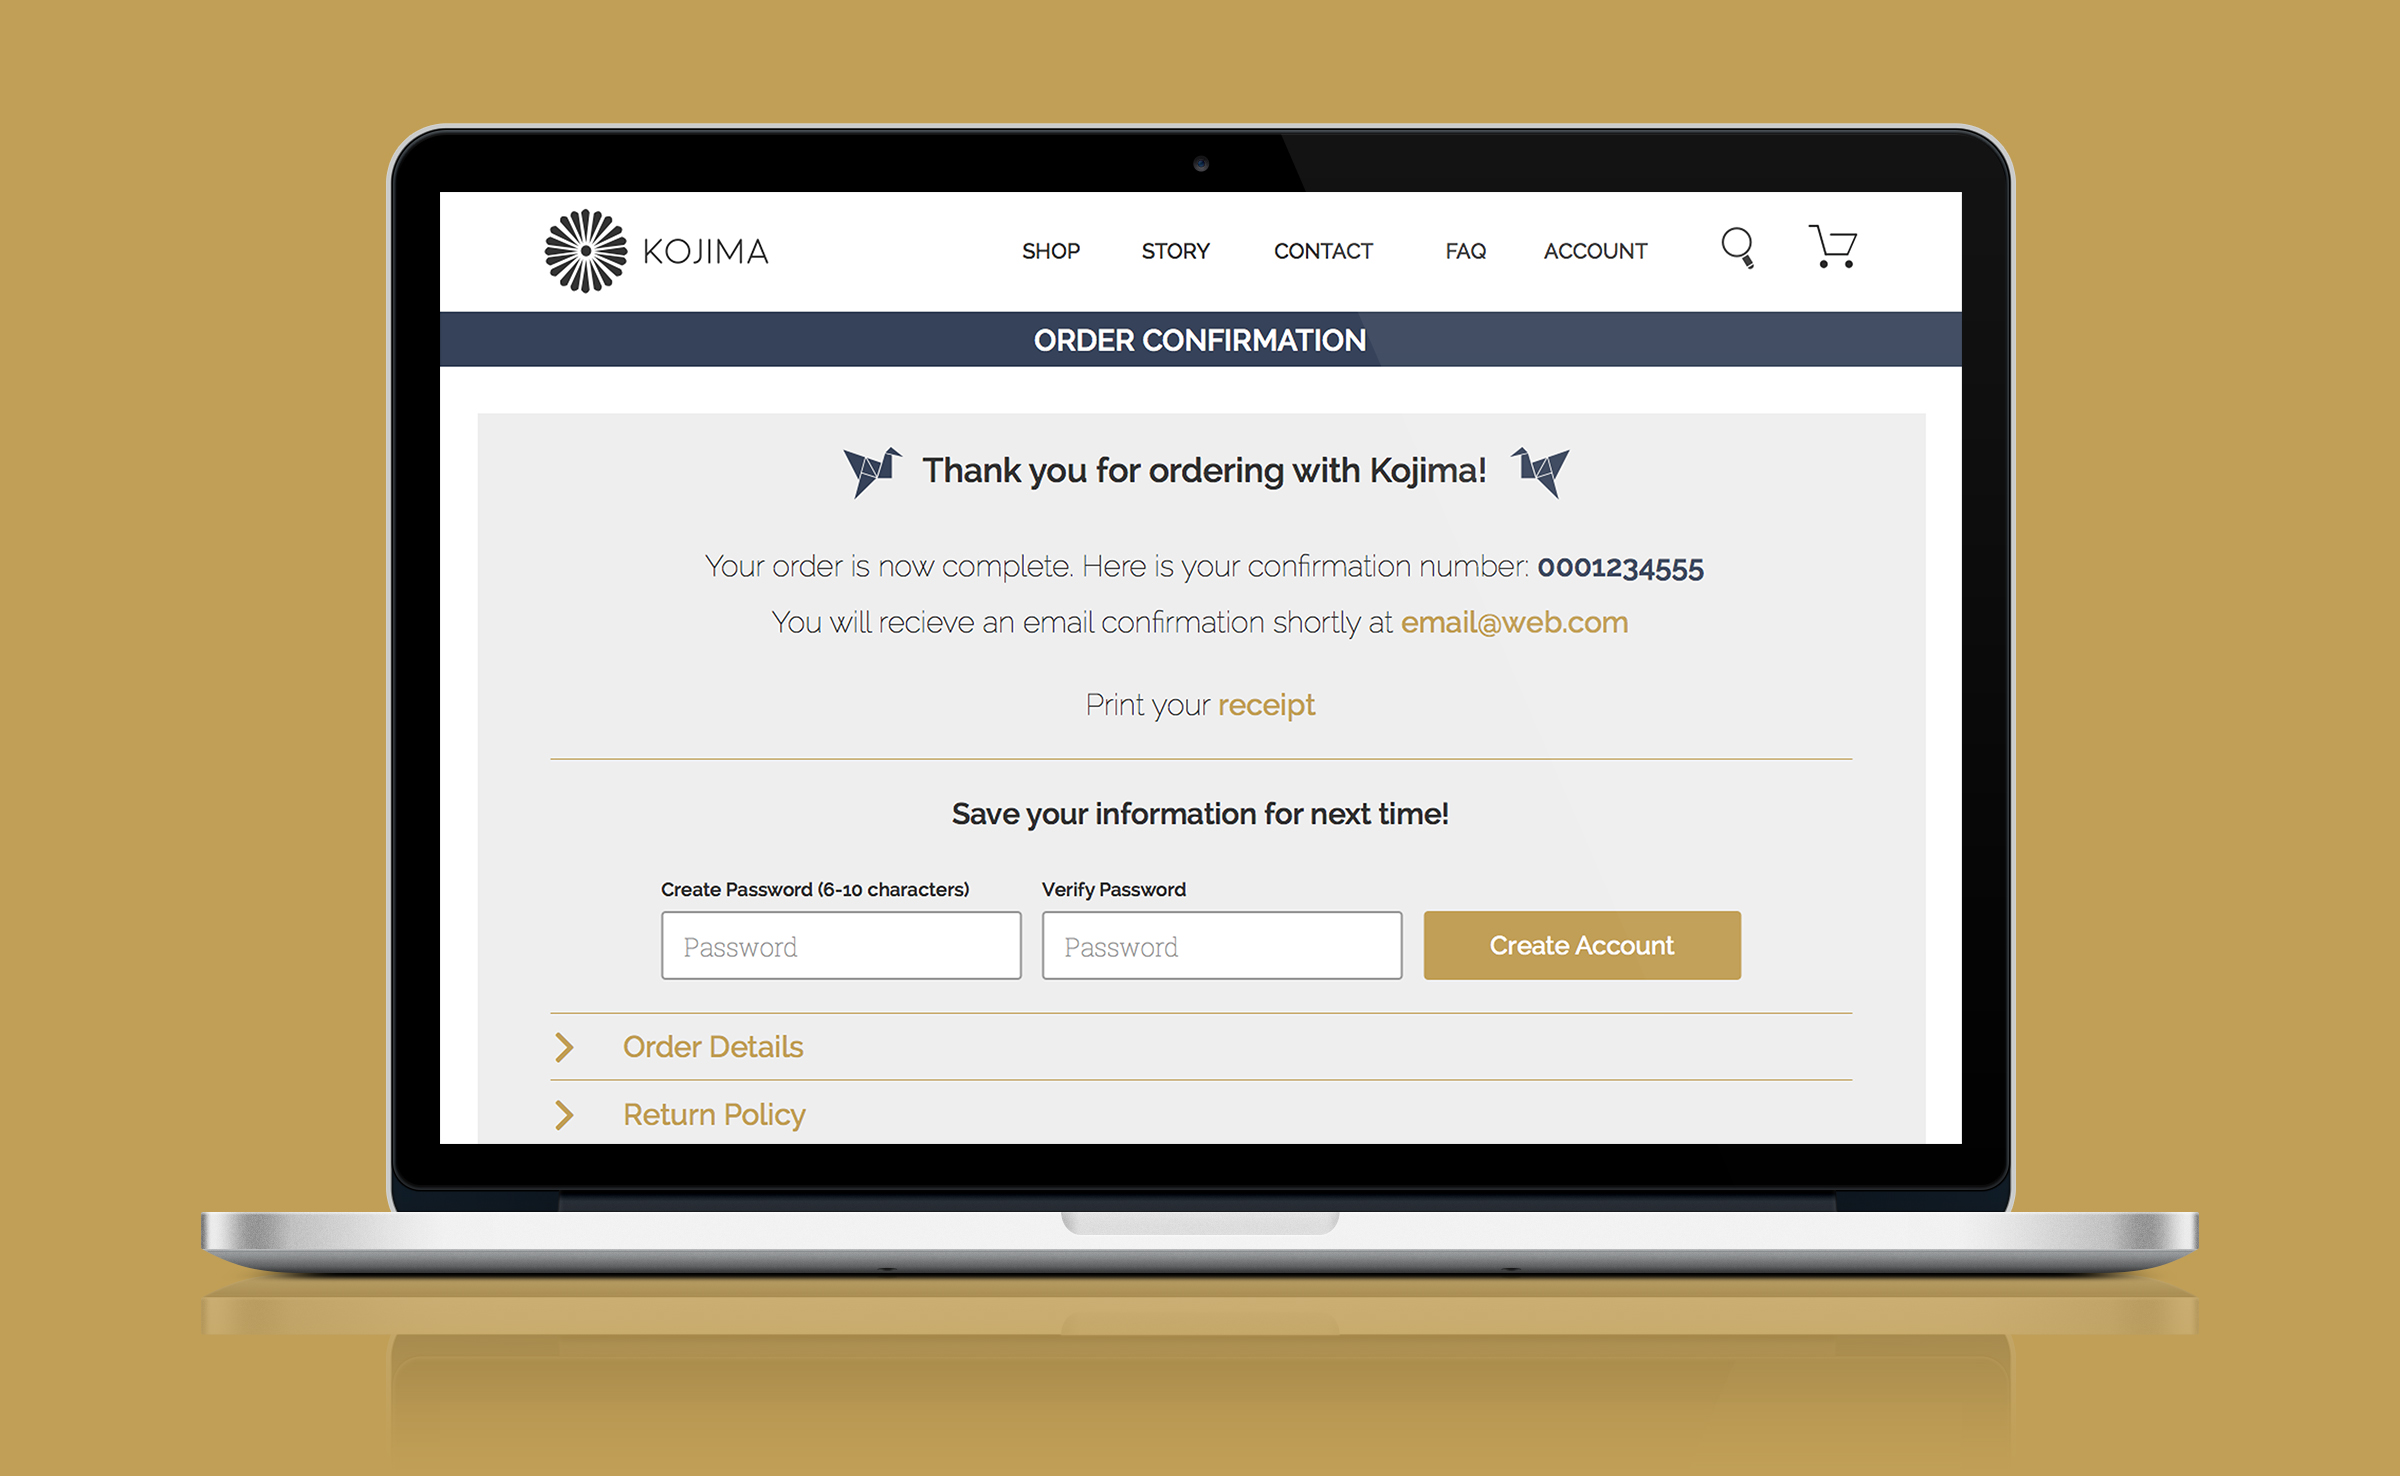 KOJIMA
SHOP STORY CONTACT FAQ ACCOUNT
ORDER CONFIRMATION
Thank you for ordering with Kojima!
Your order is now complete. Here is your confirmation number: 0001234555
You will recieve an email confirmation shortly at email@web.com
Print your receipt
Save your information for next time!
Create Password (6-10 characters) Verify Password
Password Password Create Account
Order Details
Return Policy